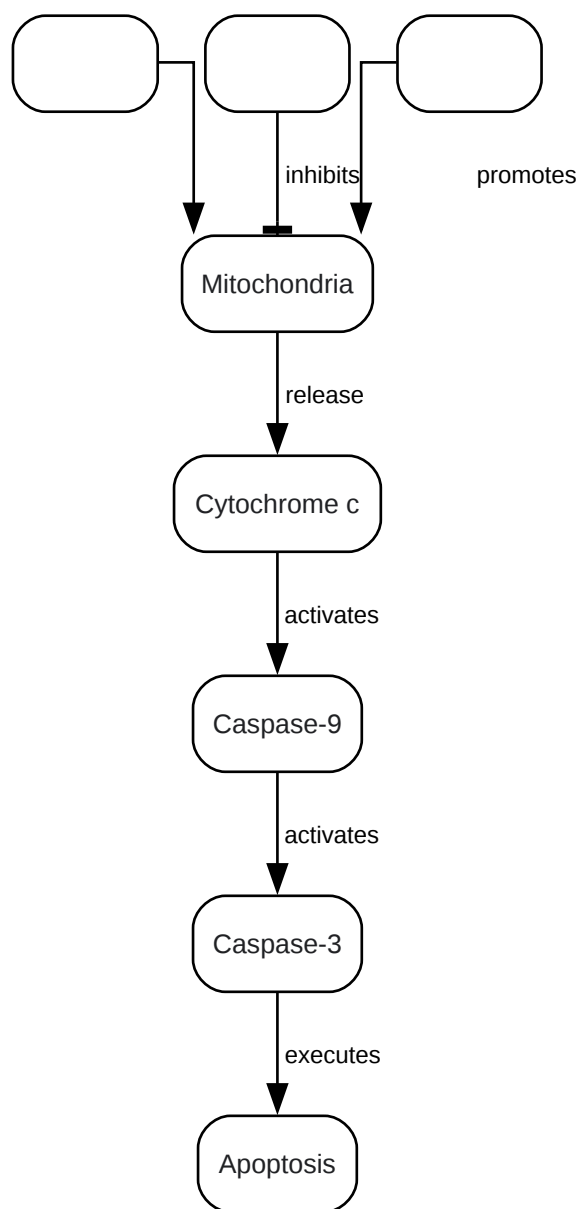 inhibits
promotes
Mitochondria
release
Cytochrome c
activates
Caspase-9
activates
Caspase-3
executes
Apoptosis